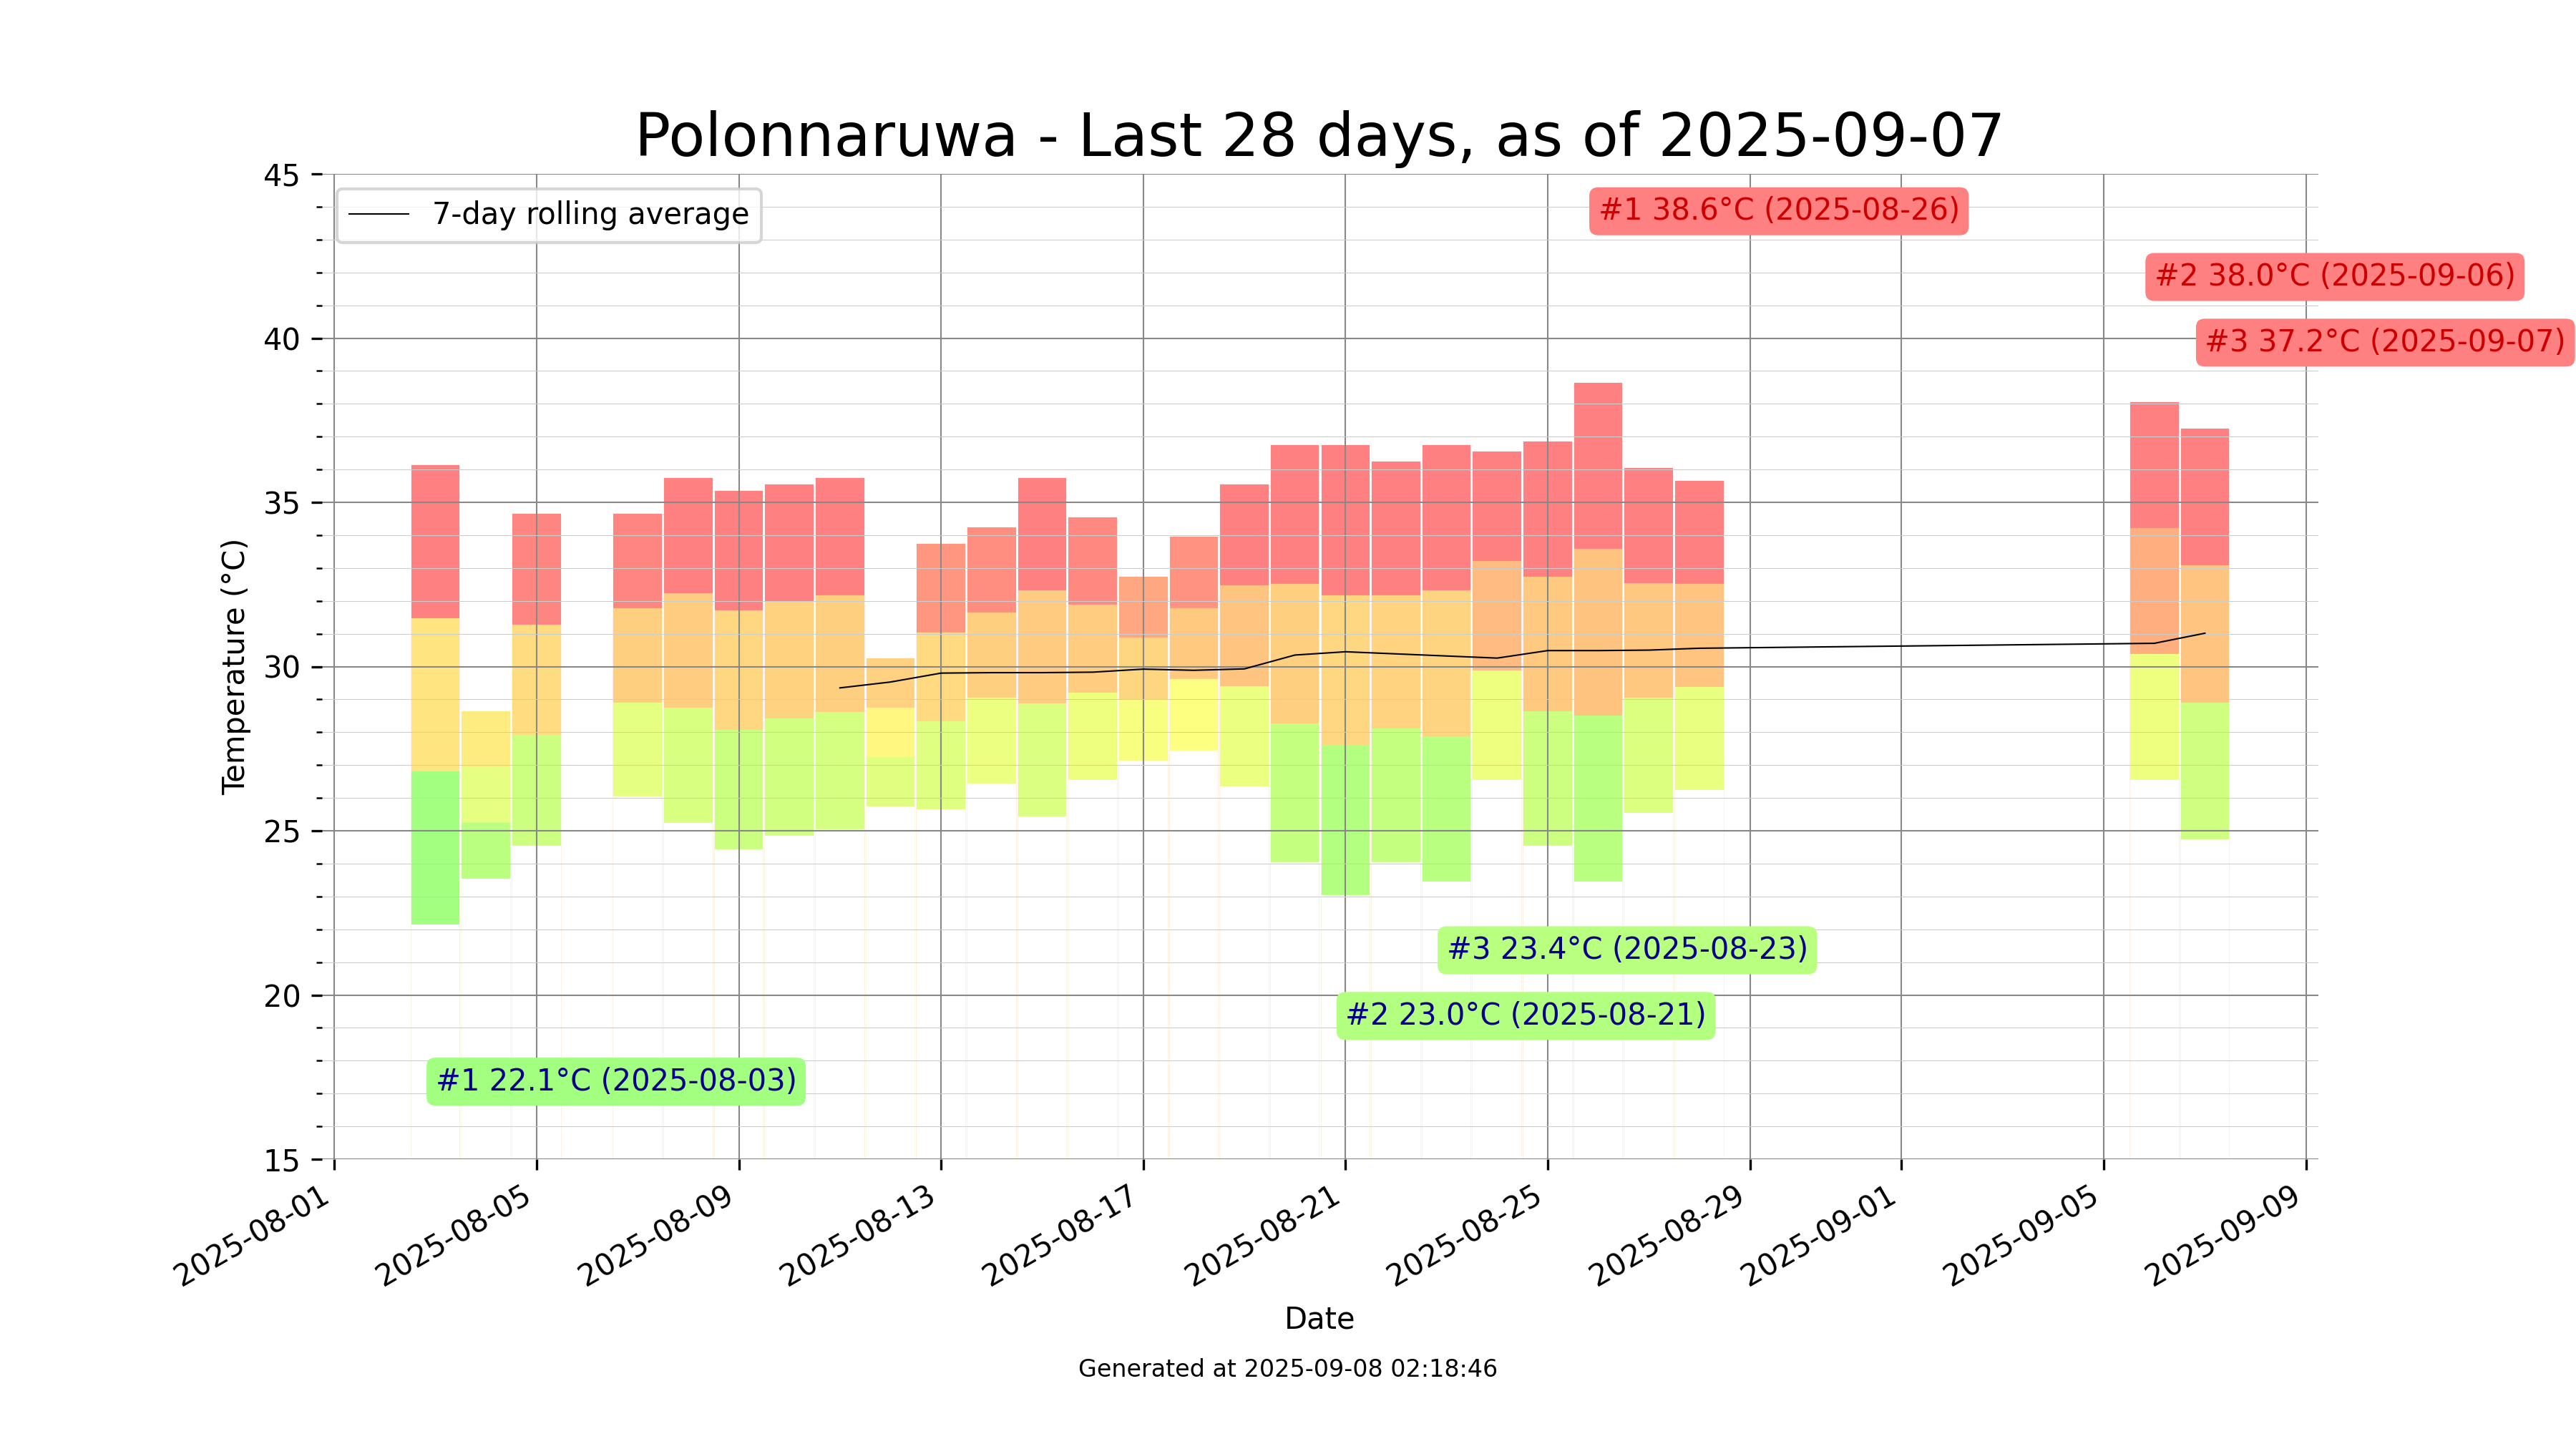 Polonnaruwa - Last 28 days, as of 2025-09-07
7-day rolling average
#1 38.6°C (2025-08-26)
#2 38.0°C (2025-09-06)
#3 37.2°C (2025-09-07)
#3 23.4°C (2025-08-23)
#2 23.0°C (2025-08-21)
#1 22.1°C (2025-08-03)
Temperature (°C)
45
40
35
30
25
20
15
2025-08-01
2025-08-05
2025-08-09
2025-08-13
2025-08-17
2025-08-21
2025-08-25
2025-08-29
2025-09-01
2025-09-05
2025-09-09
Date
Generated at 2025-09-08 02:18:46